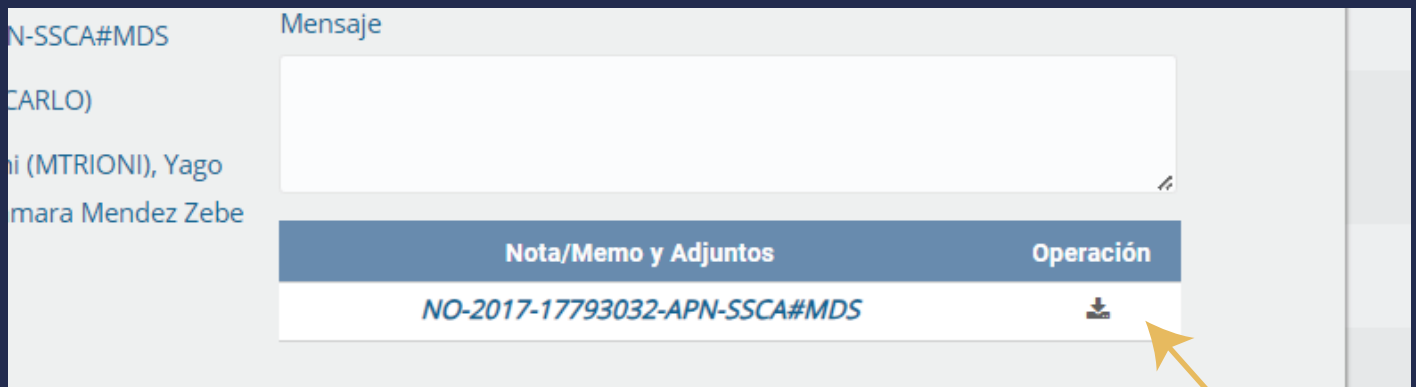 N-SSCA#MDS
CARLO)
ni (MTRIONI), Yago
mara Mendez Zebe
Mensaje
Nota/Memo y Adjuntos Operación
NO-2017-17793032-APN-SSCA#MDS